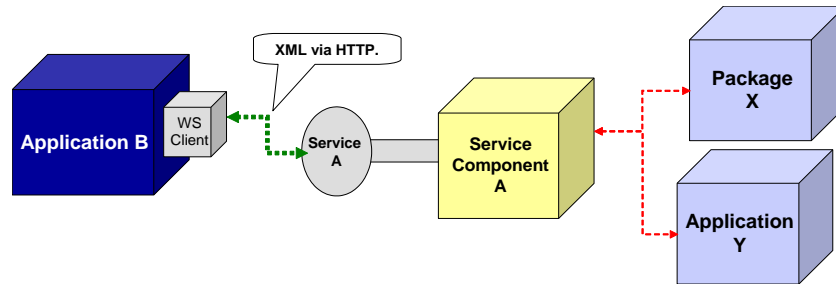 XML via HTTP.
Application B
WS
Client
Service
A
Service
Component
A
Package
X
Application
Y